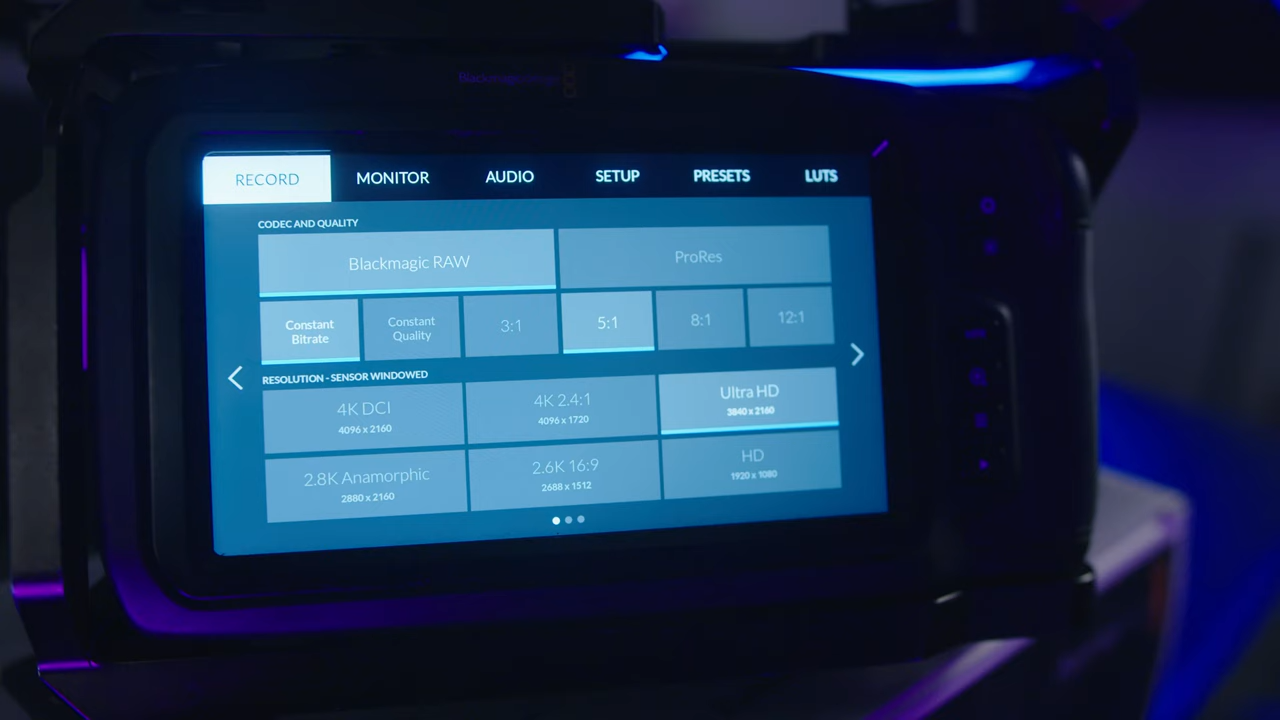 RECORD MONITOR AUDIO SETUP PRESETS LUTS
CODEC AND QUALITY
Blackmagic RAW ProRes
Constant Bitrate Constant Quality 3:1 5:1 8:1 12:1
RESOLUTION - SENSOR WINDOWED
4K DCI 4K 2.4:1 Ultra HD
4096 x 2160 4096 x 1720 3840 x 2160
2.8K Anamorphic 2.6K 16:9 HD
2880 x 2160 2688 x 1512 1920 x 1080